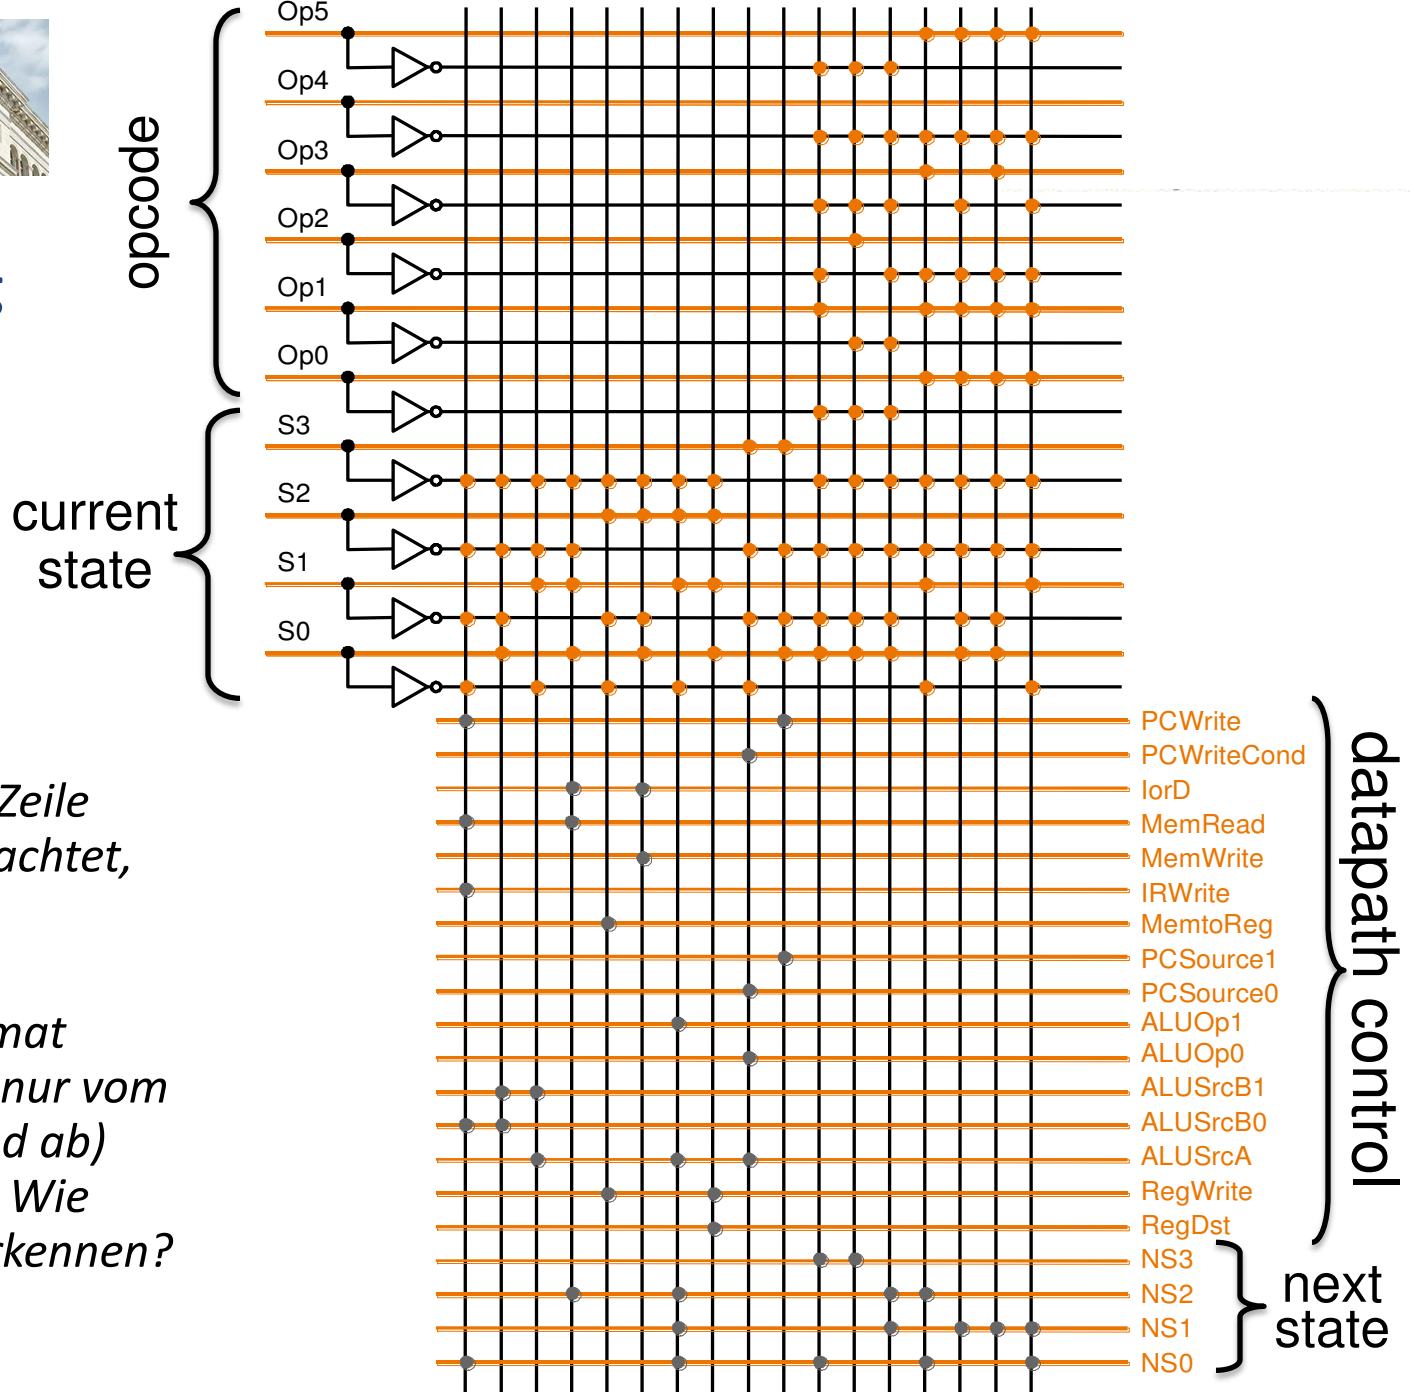 Op5
Op4
Op3
Op2
Op1
Op0
opcode
S3
S2
S1
S0
current
state
PCWrite
PCWriteCond
IorD
MemRead
MemWrite
IRWrite
MemtoReg
PCSource1
PCSource0
ALUOp1
ALUOp0
ALUSrcB1
ALUSrcB0
ALUSrcA
RegWrite
RegDst
NS3
NS2
NS1
NS0
datapath control
next
state
Zeile
achtet,
mat
nur vom
d ab)
Wie
rkennen?